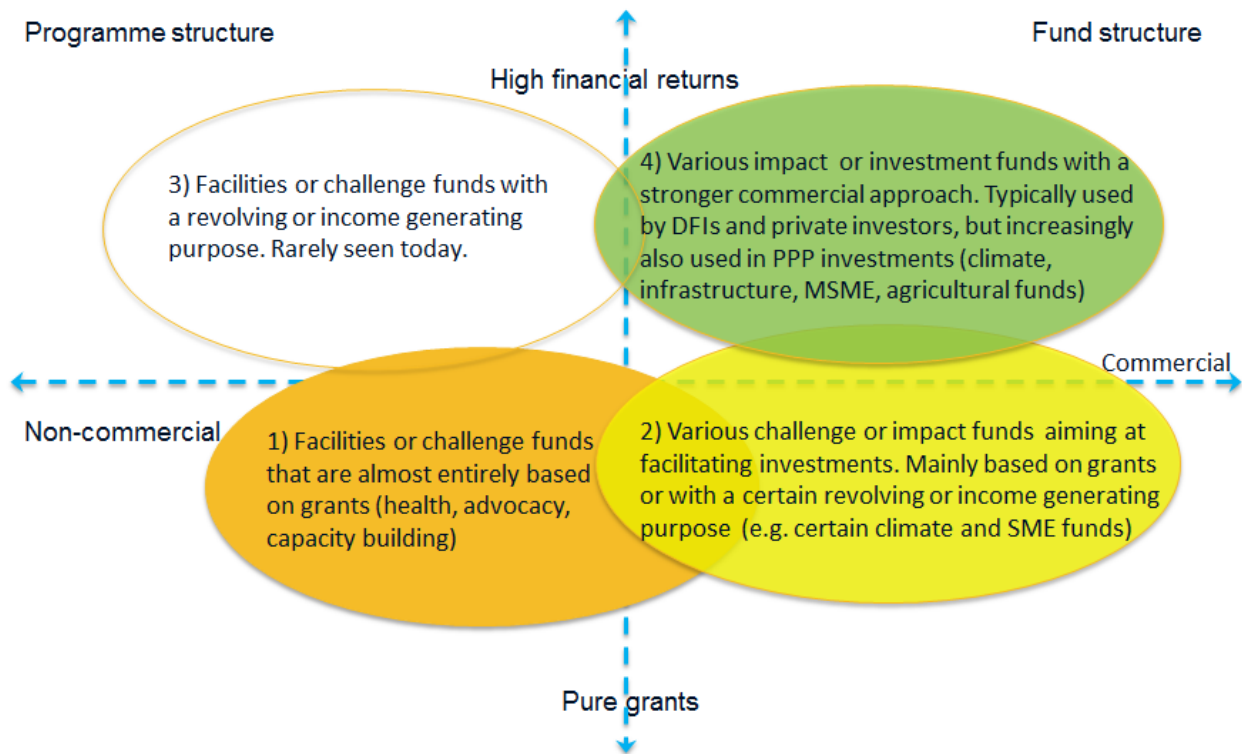 Programme structure
Fund structure
High financial returns
3) Facilities or challenge funds with
a revolving or income generating
purpose. Rarely seen today.
4) Various impact or investment funds with a
stronger commercial approach. Typically used
by DFIs and private investors, but increasingly
also used in PPP investments (climate,
infrastructure, MSME, agricultural funds)
Commercial
Non-commercial
1) Facilities or challenge funds
that are almost entirely based
on grants (health, advocacy,
capacity building)
2) Various challenge or impact funds aiming at
facilitating investments. Mainly based on grants
or with a certain revolving or income generating
purpose (e.g. certain climate and SME funds)
Pure grants